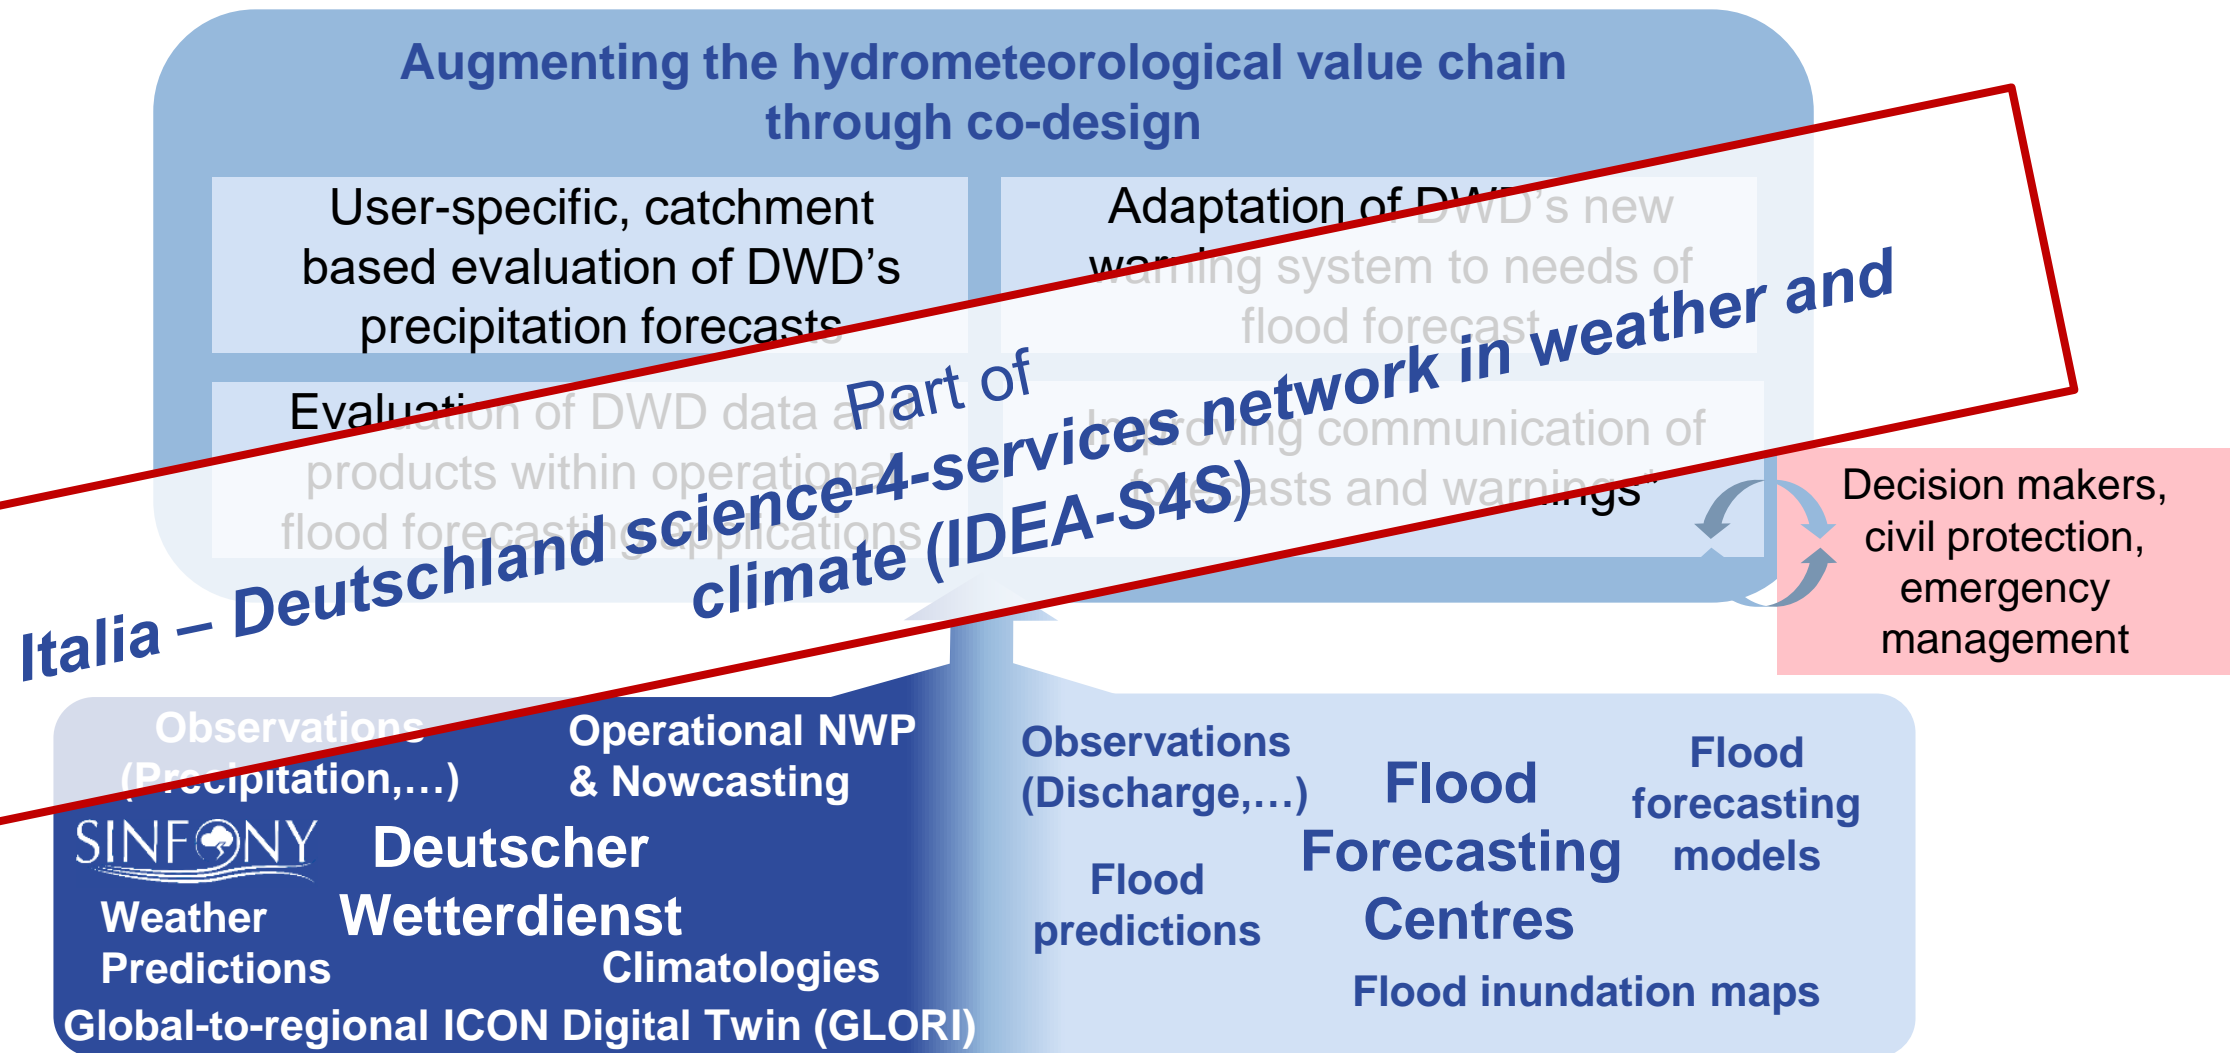 Augmenting the hydrometeorological value chain
through co-design
User-specific, catchment
based evaluation of DWD’s
precipitation forecasts
Adaptation of DWD’s new
warning system to needs of
flood forecast
Evaluation of DWD data and
products within operational
flood forecasting applications
Improving communication of
forecasts and warnings“
Part of
Italia – Deutschland science-4-services network in weather and
climate (IDEA-S4S)
Decision makers,
civil protection,
emergency
management
Observations
(Precipitation,…)
Operational NWP
& Nowcasting
SINFONY
Deutscher
Wetterdienst
Weather
Predictions
Climatologies
Global-to-regional ICON Digital Twin (GLORI)
Observations
(Discharge,…)
Flood
Forecasting
Centres
Flood
forecasting
models
Flood
predictions
Flood inundation maps